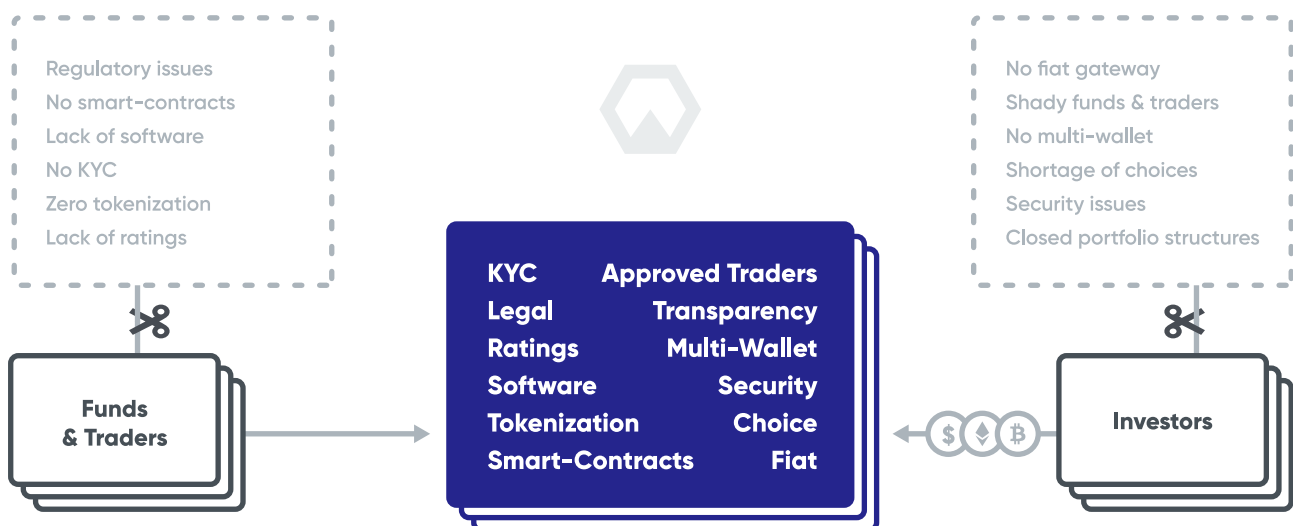 Regulatory issues
No smart-contracts
Lack of software
No KYC
Zero tokenization
Lack of ratings
No fiat gateway
Shady funds & traders
No multi-wallet
Shortage of choices
Security issues
Closed portfolio structures
KYC Approved Traders
Legal Transparency
Ratings Multi-Wallet
Software Security
Tokenization Choice
Smart-Contracts Fiat
Funds
& Traders
$
Investors